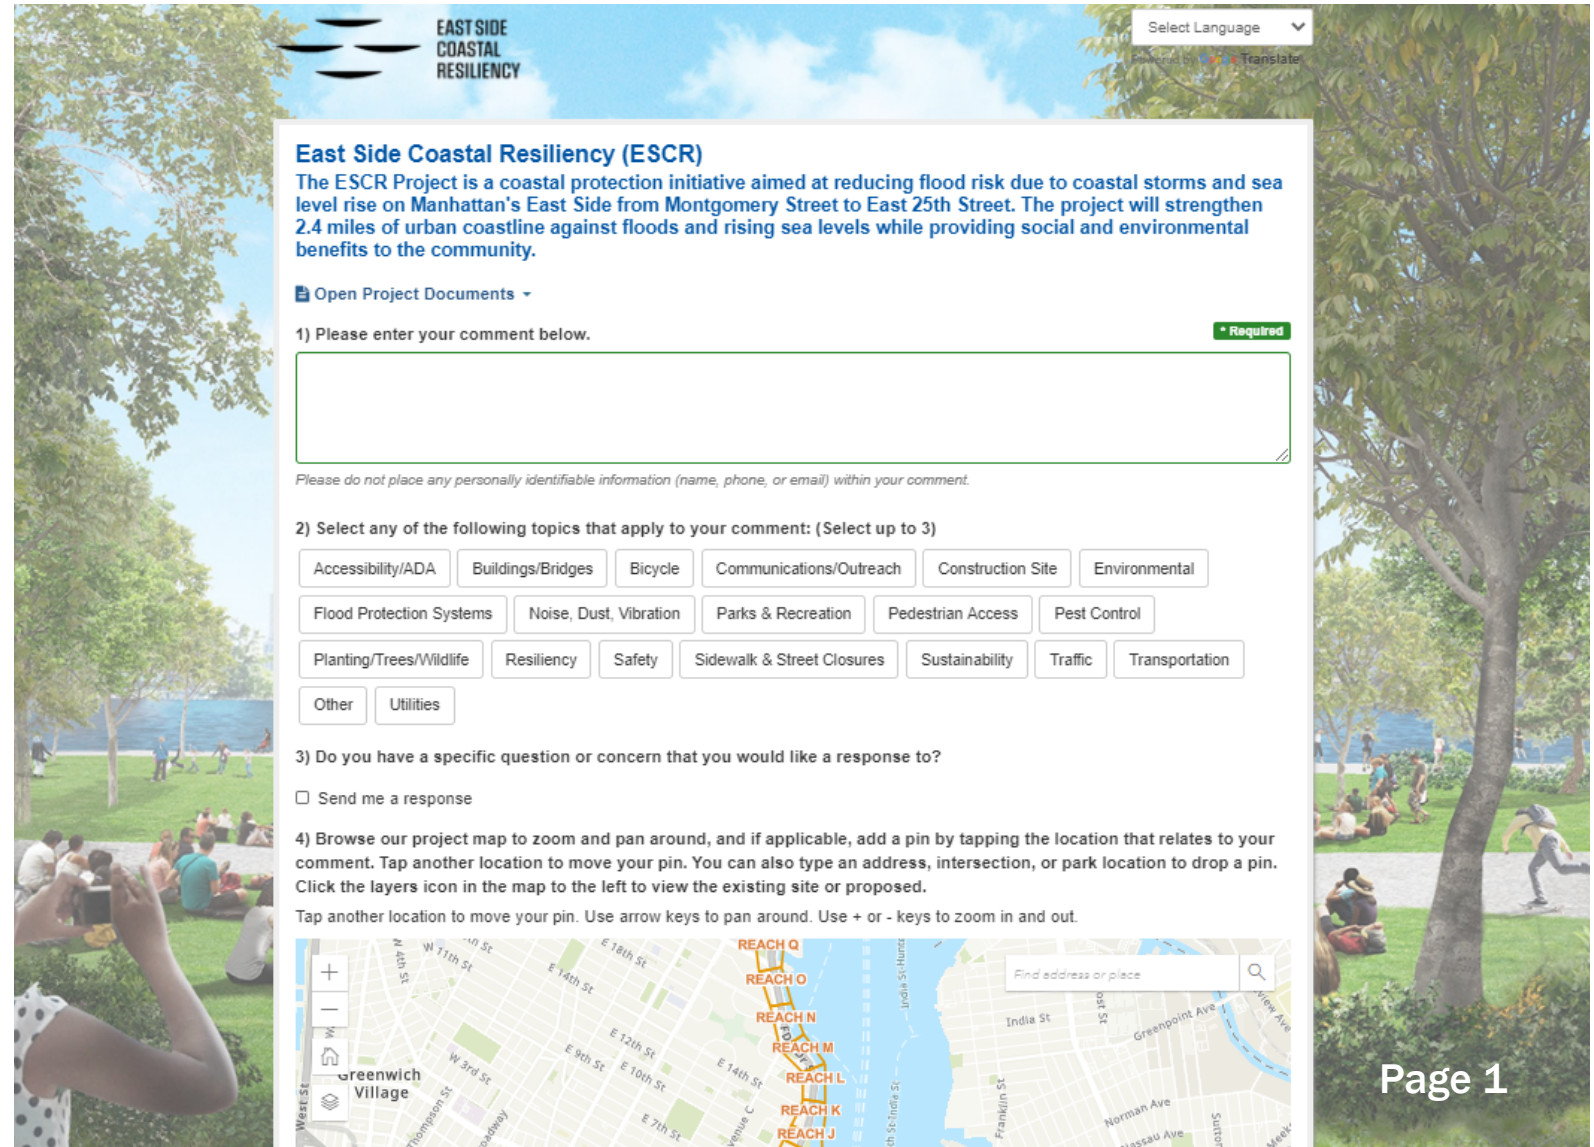 EAST SIDE
COASTAL
RESILIENCY
Select Language
Powered by Google Translate
East Side Coastal Resiliency (ESCR)
The ESCR Project is a coastal protection initiative aimed at reducing flood risk due to coastal storms and sea
level rise on Manhattan's East Side from Montgomery Street to East 25th Street. The project will strengthen
2.4 miles of urban coastline against floods and rising sea levels while providing social and environmental
benefits to the community.
Open Project Documents
1) Please enter your comment below.
* Required
Please do not place any personally identifiable information (name, phone, or email) within your comment.
2) Select any of the following topics that apply to your comment: (Select up to 3)
Accessibility/ADA Buildings/Bridges Bicycle Communications/Outreach Construction Site Environmental
Flood Protection Systems Noise, Dust, Vibration Parks & Recreation Pedestrian Access Pest Control
Planting/Trees/Wildlife Resiliency Safety Sidewalk & Street Closures Sustainability Traffic Transportation
Other Utilities
3) Do you have a specific question or concern that you would like a response to?
Send me a response
4) Browse our project map to zoom and pan around, and if applicable, add a pin by tapping the location that relates to your
comment. Tap another location to move your pin. You can also type an address, intersection, or park location to drop a pin.
Click the layers icon in the map to the left to view the existing site or proposed.
Tap another location to move your pin. Use arrow keys to pan around. Use + or - keys to zoom in and out.
REACH Q
W 4th St
W 11th St
E 18th St
E 14th St
REACH O
Find address or place
REACH N
India St
Greenpoint Ave
E 12th St
REACH M
E 9th St
W 3rd St
E 10th St
E 14th St
REACH L
Greenwich
Village
West St
Thompson St
E 7th St
REACH K
REACH J
Franklin St
Norman Ave
Page 1